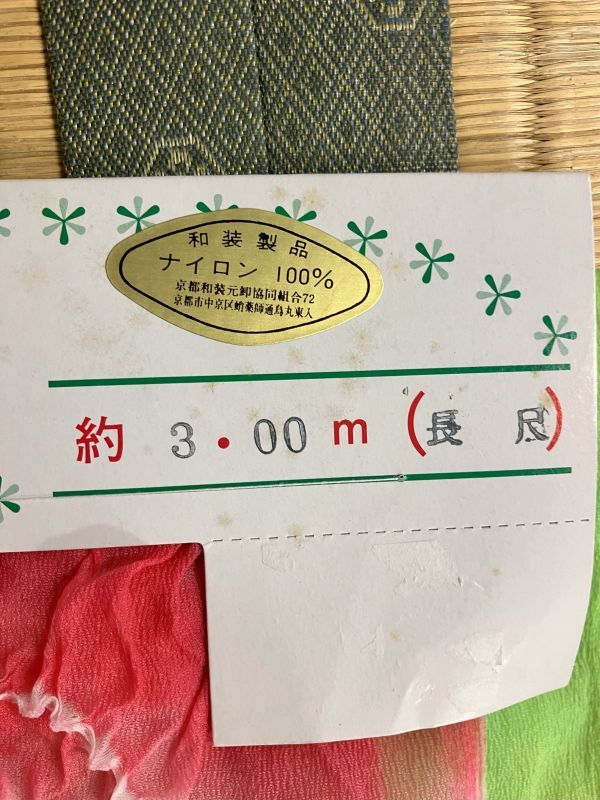 和装製品
ナイロン 100%
京都和装元卸協同組合72
京都市中京区蛸薬師通烏丸東入
約 3.00m (長 尺)